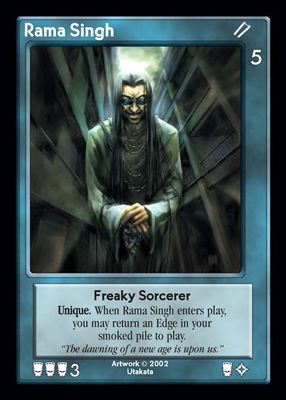 Rama Singh
5
Freaky Sorcerer
Unique. When Rama Singh enters play,
you may return an Edge in your
smoked pile to play.
“The dawning of a new age is upon us.”
3
Artwork © 2002
Utakata